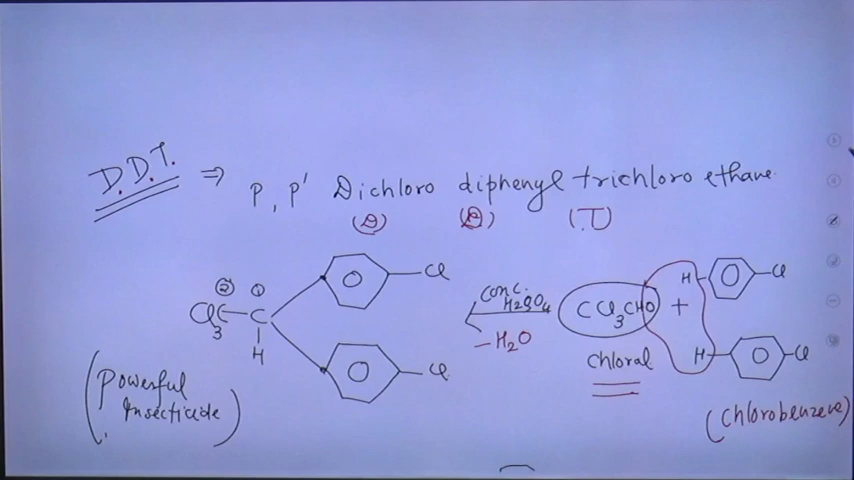 D.D.T. ⇒ P, P' Dichloro diphenyl trichloro ethane
(D) (D) (T)
② ① Cl
Cl3C—C
H
Cl
Conc. H2SO4
—H2O
CCl3CHO +
Chloral
H Cl
H Cl
(Chlorobenzene)
(Powerful
Insecticide)